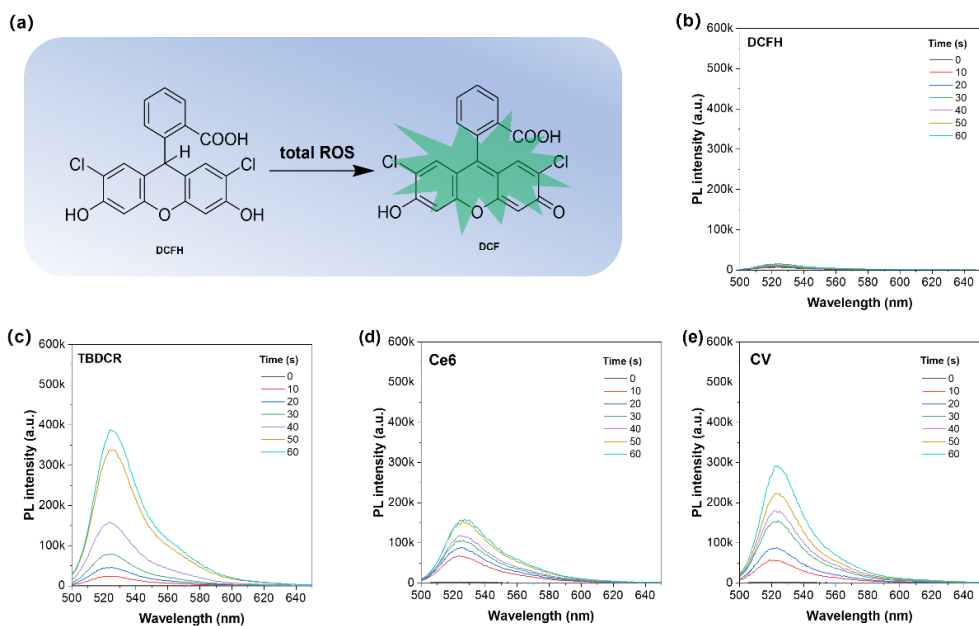 (a)
COOH
H
Cl
Cl
HO
O
OH
DCFH
total ROS
COOH
Cl
Cl
HO
O
O
DCF
(b)
DCFH
Time (s)
0
10
20
30
40
50
60
PL intensity (a.u.)
600k
500k
400k
300k
200k
100k
0
500 520 540 560 580 600 620 640
Wavelength (nm)
(c)
TBDCR
Time (s)
0
10
20
30
40
50
60
PL intensity (a.u.)
600k
500k
400k
300k
200k
100k
0
500 520 540 560 580 600 620 640
Wavelength (nm)
(d)
Ce6
Time (s)
0
10
20
30
40
50
60
PL intensity (a.u.)
600k
500k
400k
300k
200k
100k
0
500 520 540 560 580 600 620 640
Wavelength (nm)
(e)
CV
Time (s)
0
10
20
30
40
50
60
PL intensity (a.u.)
600k
500k
400k
300k
200k
100k
0
500 520 540 560 580 600 620 640
Wavelength (nm)